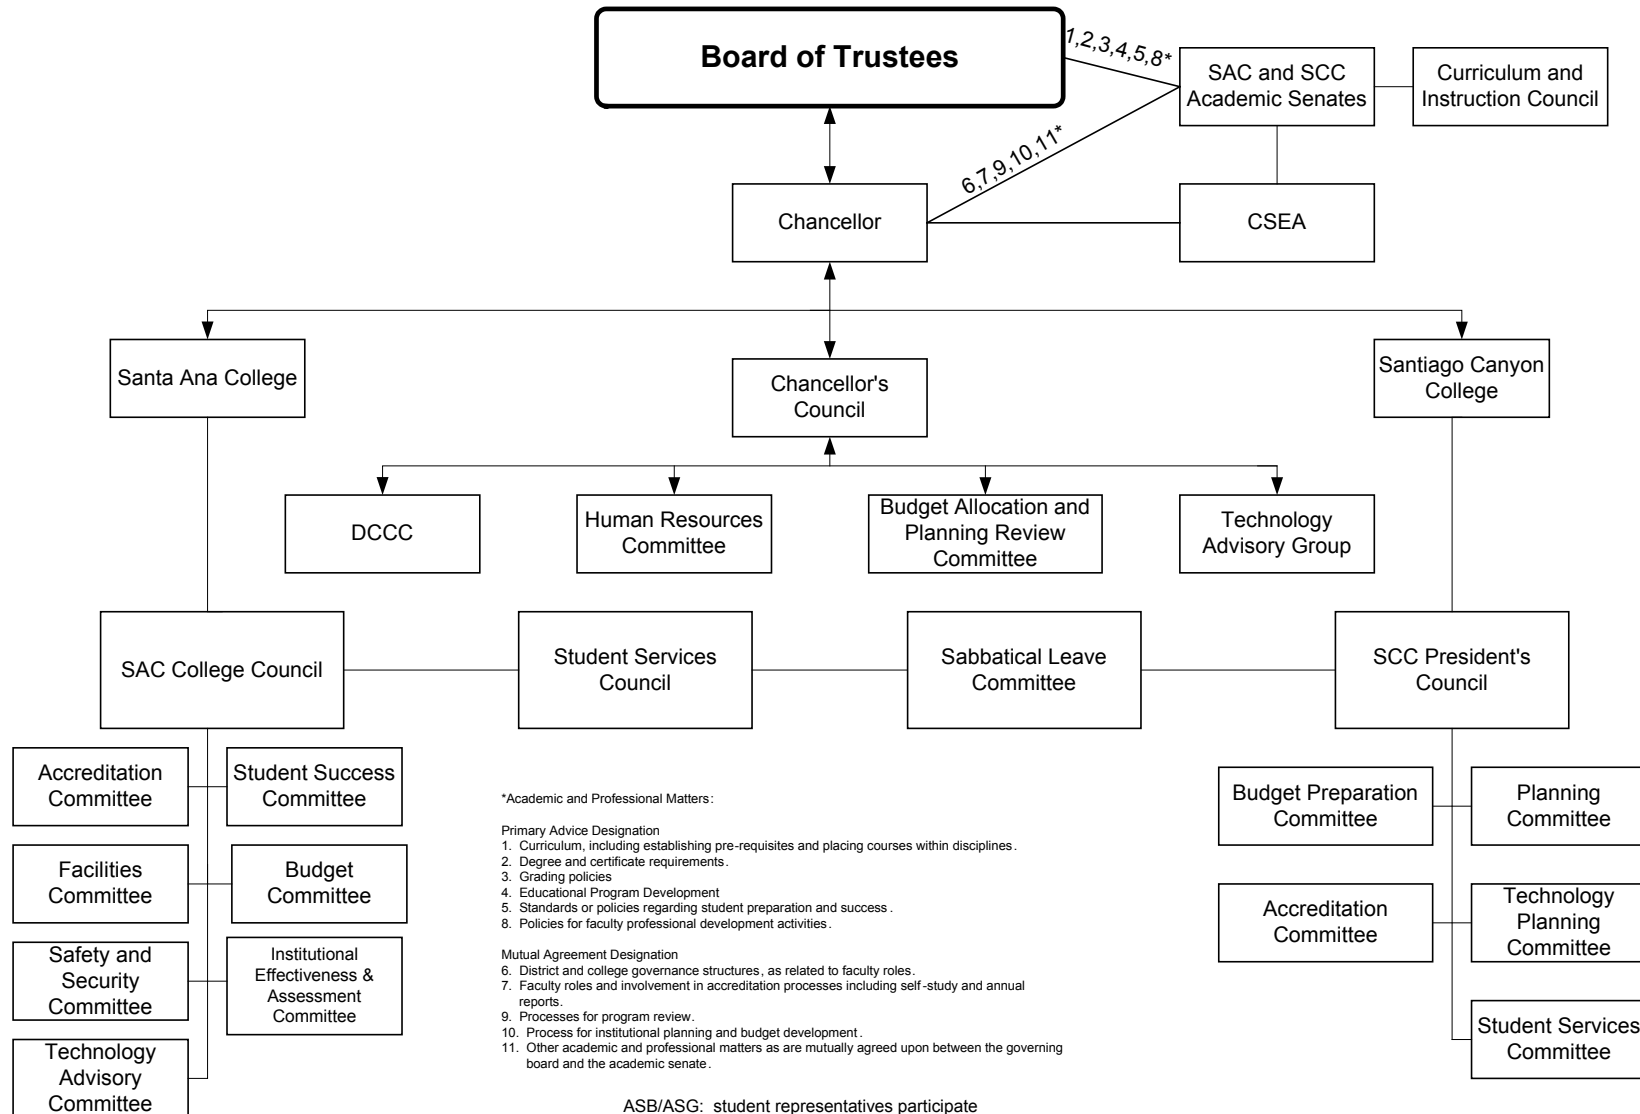 Board of Trustees
1,2,3,4,5,8*
SAC and SCC
Academic Senates
Curriculum and
Instruction Council
6,7,9,10,11*
Chancellor
CSEA
Santa Ana College
Chancellor's
Council
Santiago Canyon
College
DCCC
Human Resources
Committee
Budget Allocation and
Planning Review
Committee
Technology
Advisory Group
SAC College Council
Student Services
Council
Sabbatical Leave
Committee
SCC President's
Council
Accreditation
Committee
Student Success
Committee
Facilities
Committee
Budget
Committee
Safety and
Security
Committee
Institutional
Effectiveness &
Assessment
Committee
Technology
Advisory
Committee
*Academic and Professional Matters:
Primary Advice Designation
1. Curriculum, including establishing pre-requisites and placing courses within disciplines.
2. Degree and certificate requirements.
3. Grading policies
4. Educational Program Development
5. Standards or policies regarding student preparation and success.
8. Policies for faculty professional development activities.
Mutual Agreement Designation
6. District and college governance structures, as related to faculty roles.
7. Faculty roles and involvement in accreditation processes including self-study and annual
reports.
9. Processes for program review.
10. Process for institutional planning and budget development.
11. Other academic and professional matters as are mutually agreed upon between the governing
board and the academic senate.
ASB/ASG: student representatives participate
Budget Preparation
Committee
Planning
Committee
Accreditation
Committee
Technology
Planning
Committee
Student Services
Committee